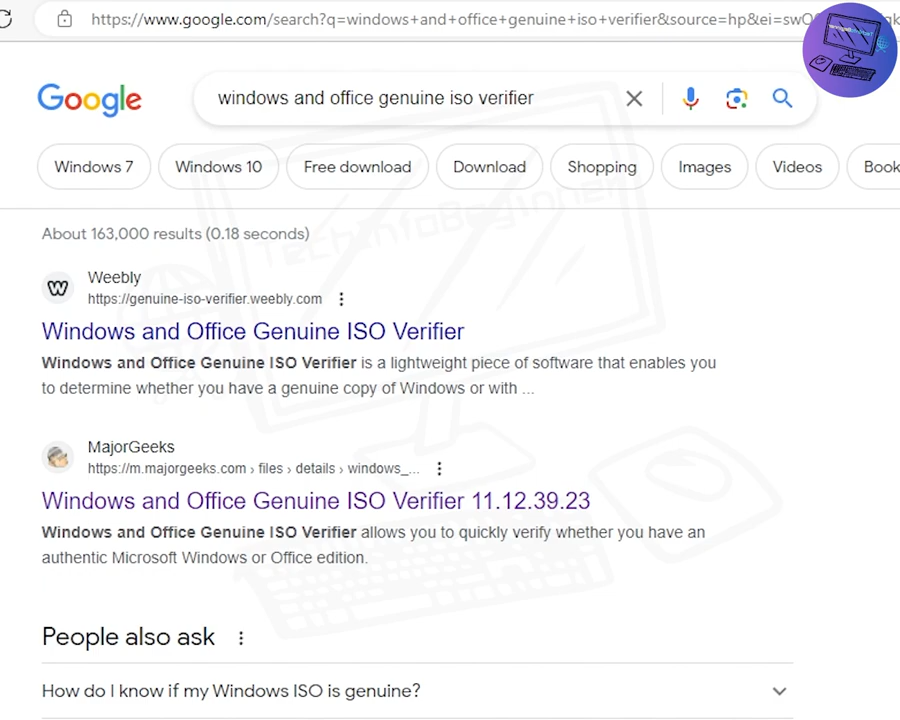 https://www.google.com/search?q=windows+and+office+genuine+iso+verifier&source=hp&ei=sw
Google
windows and office genuine iso verifier
Windows 7
Windows 10
Free download
Download
Shopping
Images
Videos
Book
About 163,000 results (0.18 seconds)
TechInfoBeginner
Weebly
https://genuine-iso-verifier.weebly.com
Windows and Office Genuine ISO Verifier
Windows and Office Genuine ISO Verifier is a lightweight piece of software that enables you
to determine whether you have a genuine copy of Windows or with ...
MajorGeeks
https://m.majorgeeks.com › files › details › windows_...
Windows and Office Genuine ISO Verifier 11.12.39.23
Windows and Office Genuine ISO Verifier allows you to quickly verify whether you have an
authentic Microsoft Windows or Office edition.
People also ask
How do I know if my Windows ISO is genuine?